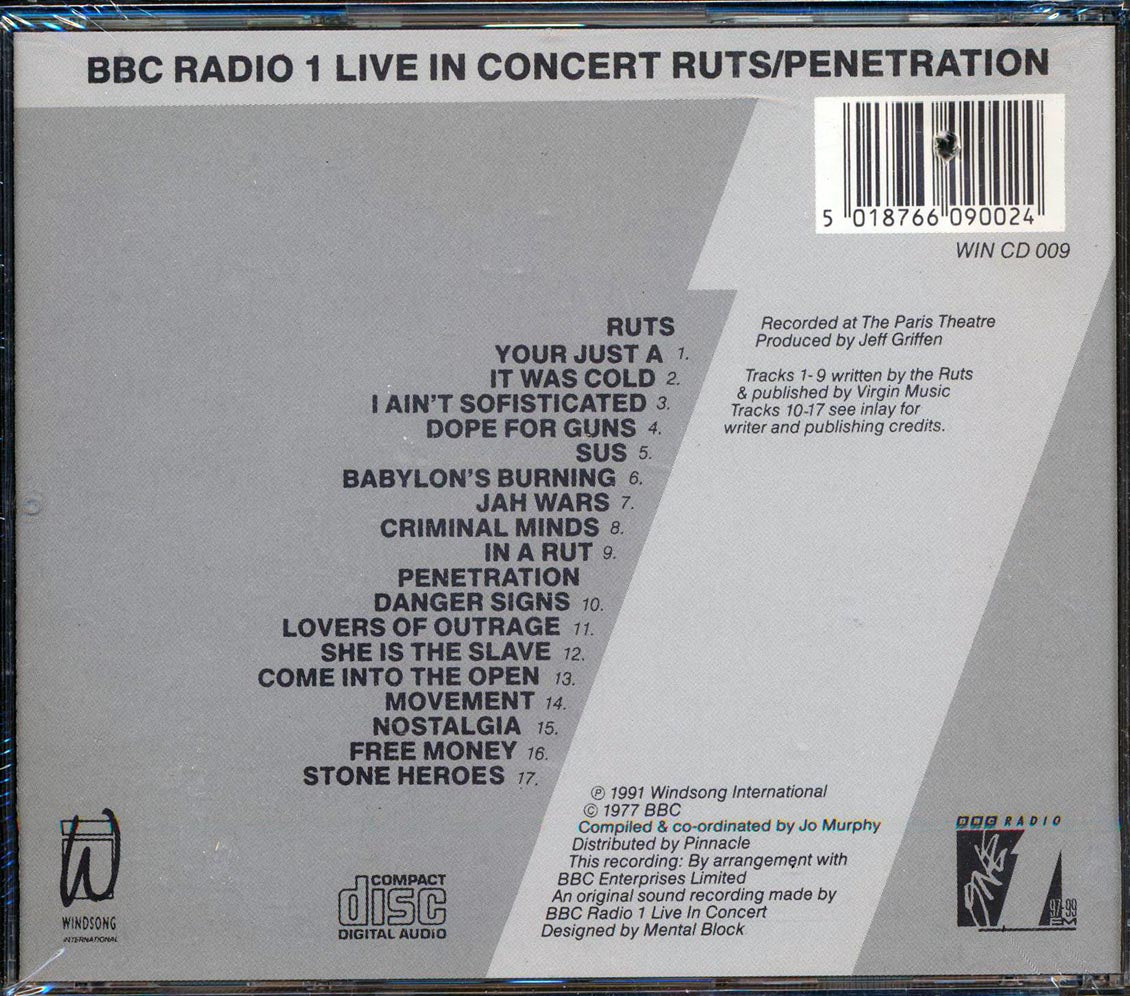 BBC RADIO 1 LIVE IN CONCERT RUTS/PENETRATION
5 018766 090024
WIN CD 009
RUTS
YOUR JUST A 1.
IT WAS COLD 2.
I AIN'T SOFISTICATED 3.
DOPE FOR GUNS 4.
SUS 5.
BABYLON'S BURNING 6.
JAH WARS 7.
CRIMINAL MINDS 8.
IN A RUT 9.
PENETRATION
DANGER SIGNS 10.
LOVERS OF OUTRAGE 11.
SHE IS THE SLAVE 12.
COME INTO THE OPEN 13.
MOVEMENT 14.
NOSTALGIA 15.
FREE MONEY 16.
STONE HEROES 17.
Recorded at The Paris Theatre
Produced by Jeff Griffen
Tracks 1-9 written by the Ruts
& published by Virgin Music
Tracks 10-17 see inlay for
writer and publishing credits.
℗ 1991 Windsong International
© 1977 BBC
Compiled & co-ordinated by Jo Murphy
Distributed by Pinnacle
This recording: By arrangement with
BBC Enterprises Limited
An original sound recording made by
BBC Radio 1 Live In Concert
Designed by Mental Block
W
WINDSONG
INTERNATIONAL
COMPACT
disc
DIGITAL AUDIO
BBC RADIO
ONE 1
97-99
FM